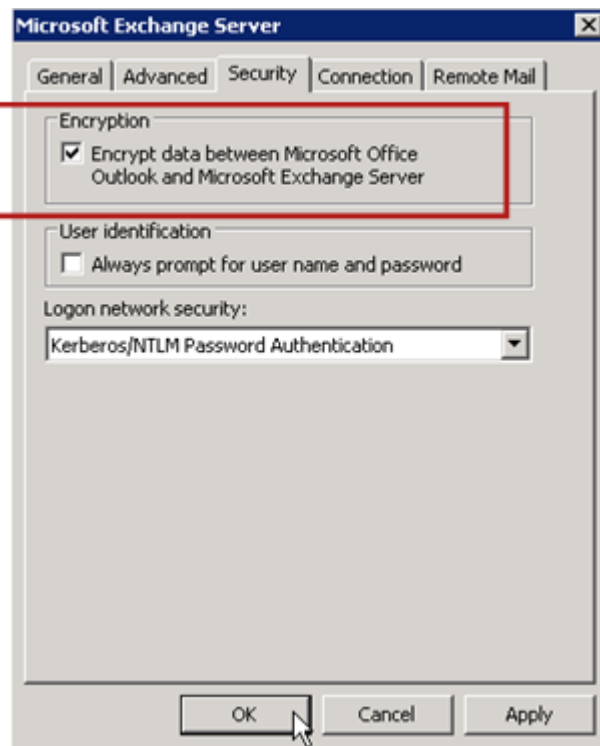 Microsoft Exchange Server
General Advanced Security Connection Remote Mail
Encryption
Encrypt data between Microsoft Office
Outlook and Microsoft Exchange Server
User identification
Always prompt for user name and password
Logon network security:
Kerberos/NTLM Password Authentication
OK Cancel Apply